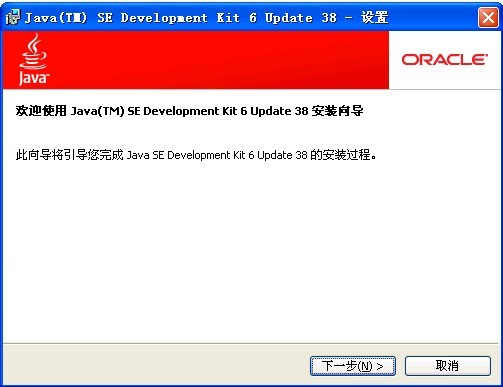 Java(TM) SE Development Kit 6 Update 38 - 设置
Java™
ORACLE®
欢迎使用 Java(TM) SE Development Kit 6 Update 38 安装向导
此向导将引导您完成 Java SE Development Kit 6 Update 38 的安装过程。
下一步(N) >
取消